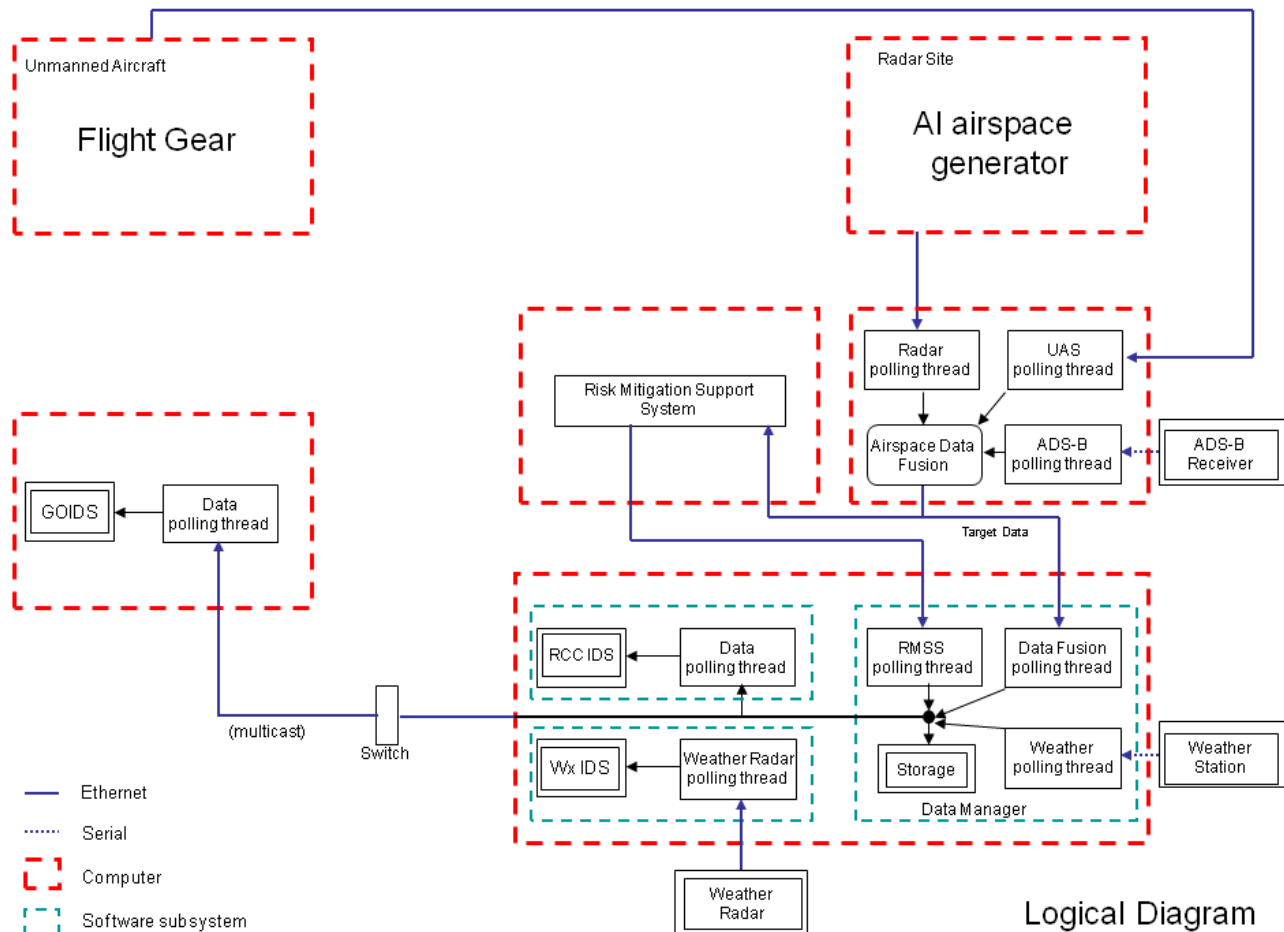 Unmanned Aircraft
Flight Gear
Radar Site
AI airspace
generator
Radar
polling thread
UAS
polling thread
Risk Mitigation Support
System
Airspace Data
Fusion
ADS-B
polling thread
ADS-B
Receiver
GOIDS
Data
polling thread
Target Data
RCC IDS
Data
polling thread
RMSS
polling thread
Data Fusion
polling thread
(multicast)
Switch
Wx IDS
Weather Radar
polling thread
Storage
Weather
polling thread
Weather
Station
Data Manager
Ethernet
Serial
Computer
Software subsystem
Weather
Radar
Logical Diagram